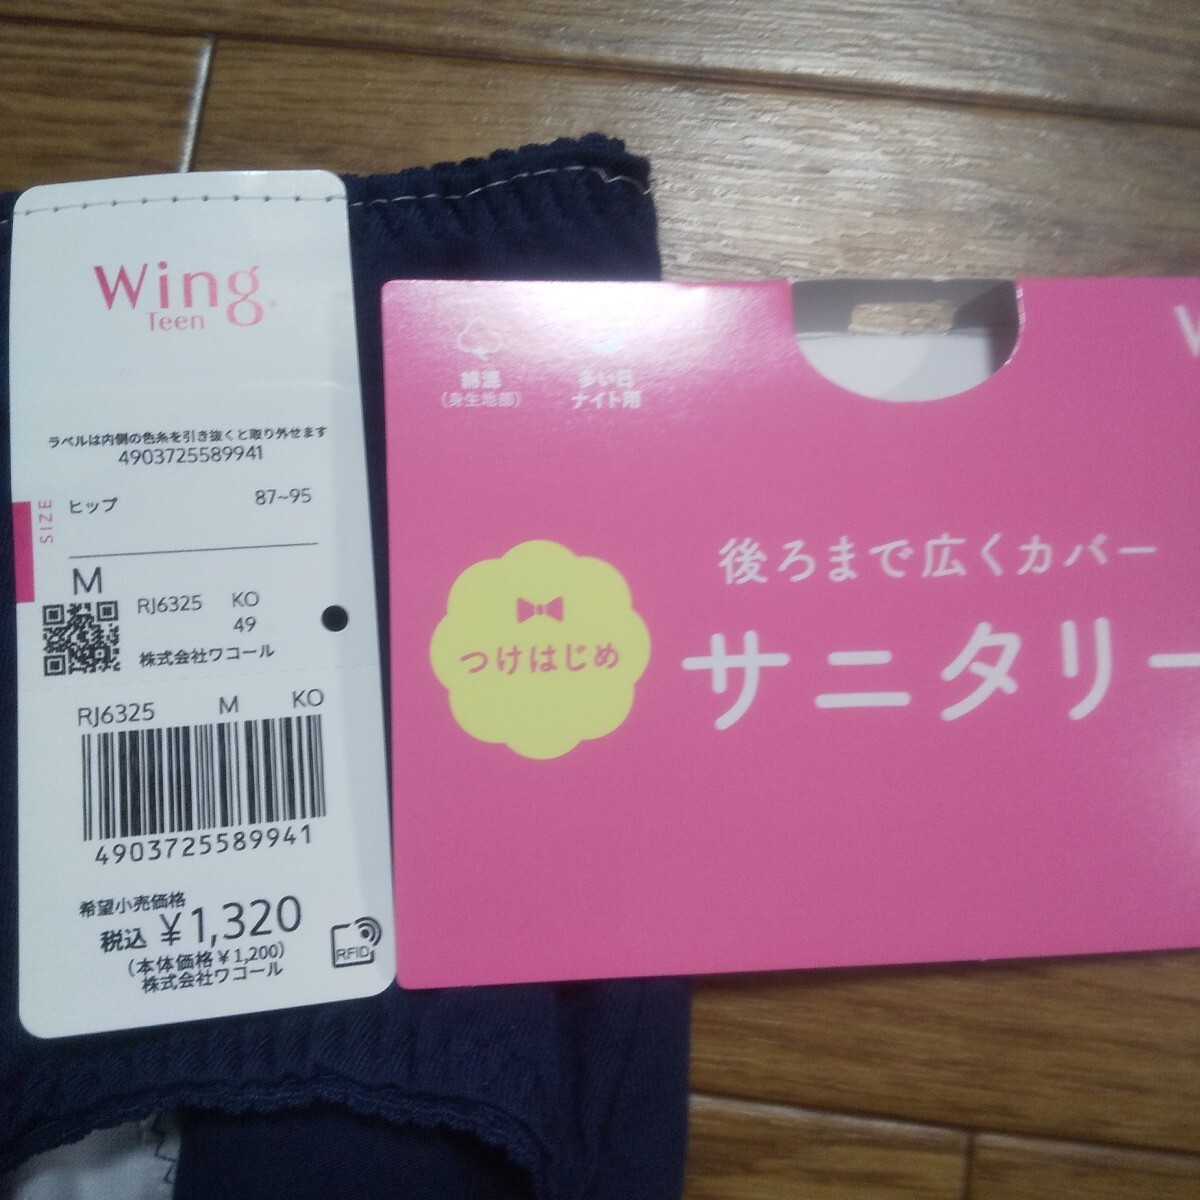 Wing
Teen
ラベルは内側の色糸を引き抜くと取り外せます
4903725589941
SIZE
ヒップ 87~95
M
RJ6325 KO
49
株式会社ワコール
RJ6325 M KO
4903725589941
希望小売価格
税込 ¥1,320
(本体価格¥1,200)
株式会社ワコール
RFID
綿混
(身生地部)
多い日
ナイト用
後ろまで広くカバー
つけはじめ
サニタリー